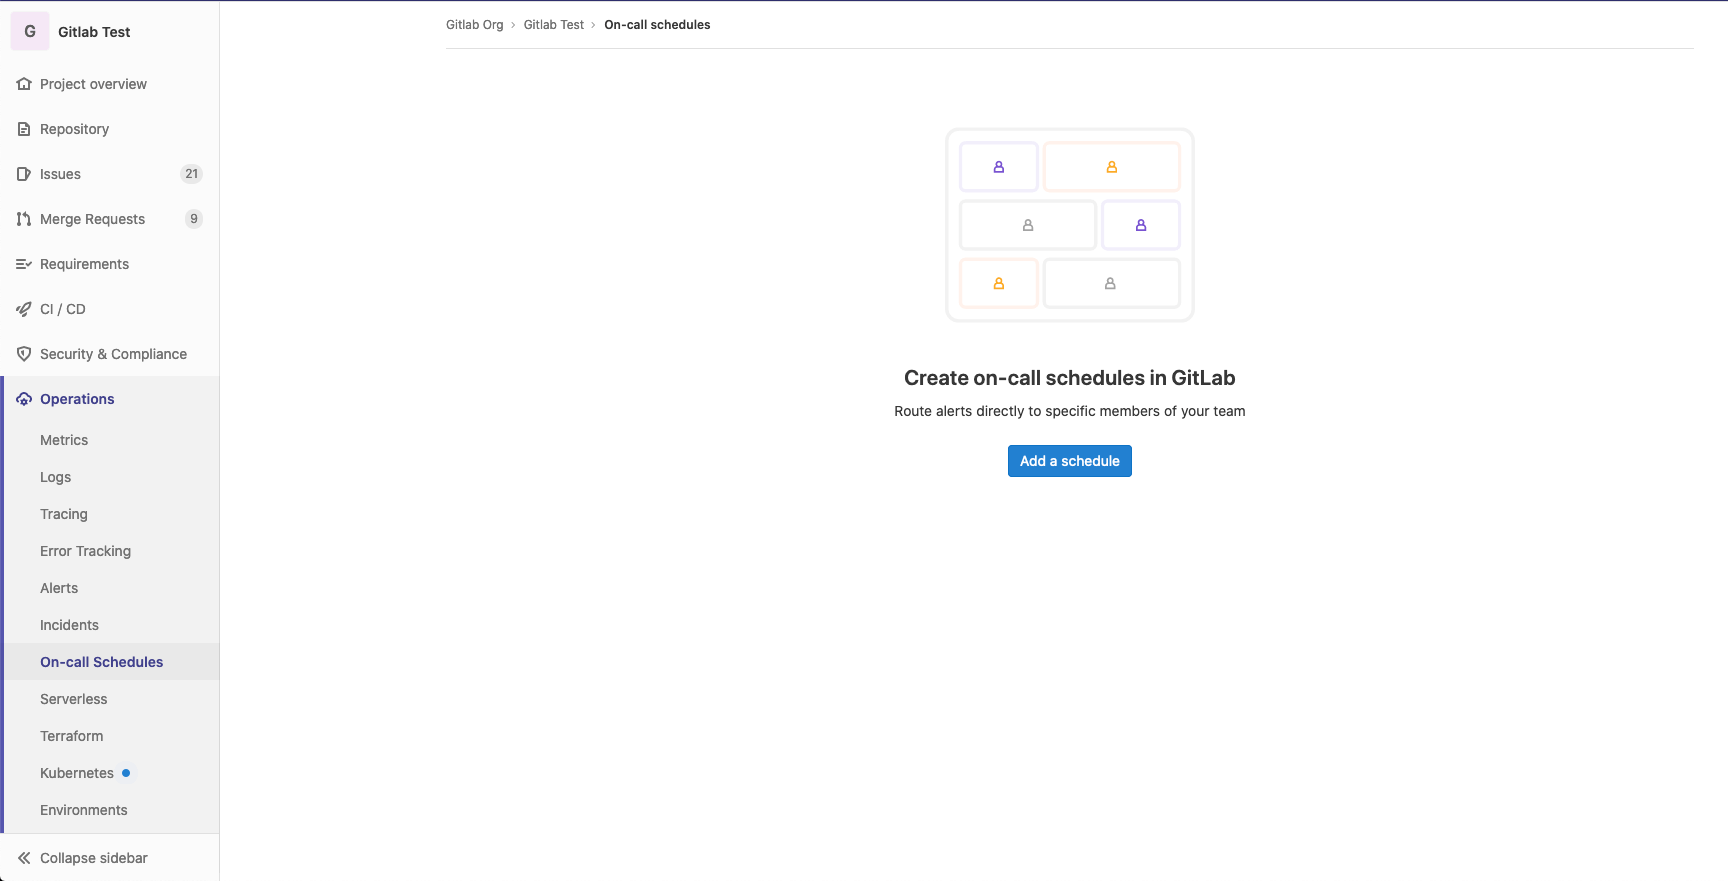 G Gitlab Test
Project overview
Repository
Issues 21
Merge Requests 9
Requirements
CI / CD
Security & Compliance
Operations
Metrics
Logs
Tracing
Error Tracking
Alerts
Incidents
On-call Schedules
Serverless
Terraform
Kubernetes
Environments
Collapse sidebar
Gitlab Org › Gitlab Test › On-call schedules
Create on-call schedules in GitLab
Route alerts directly to specific members of your team
Add a schedule